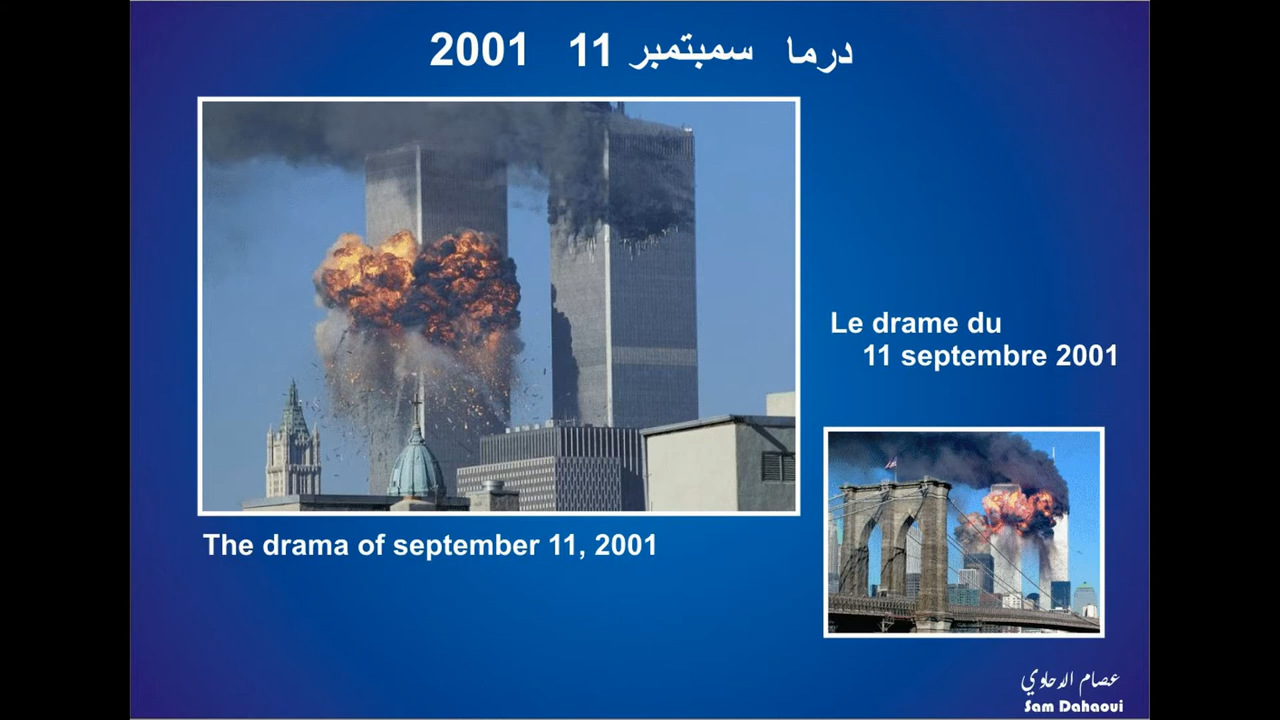 درما سمبتمبر 11 2001
Le drame du
11 septembre 2001
The drama of september 11, 2001
عصام الدحاوي
Sam Dahaoui